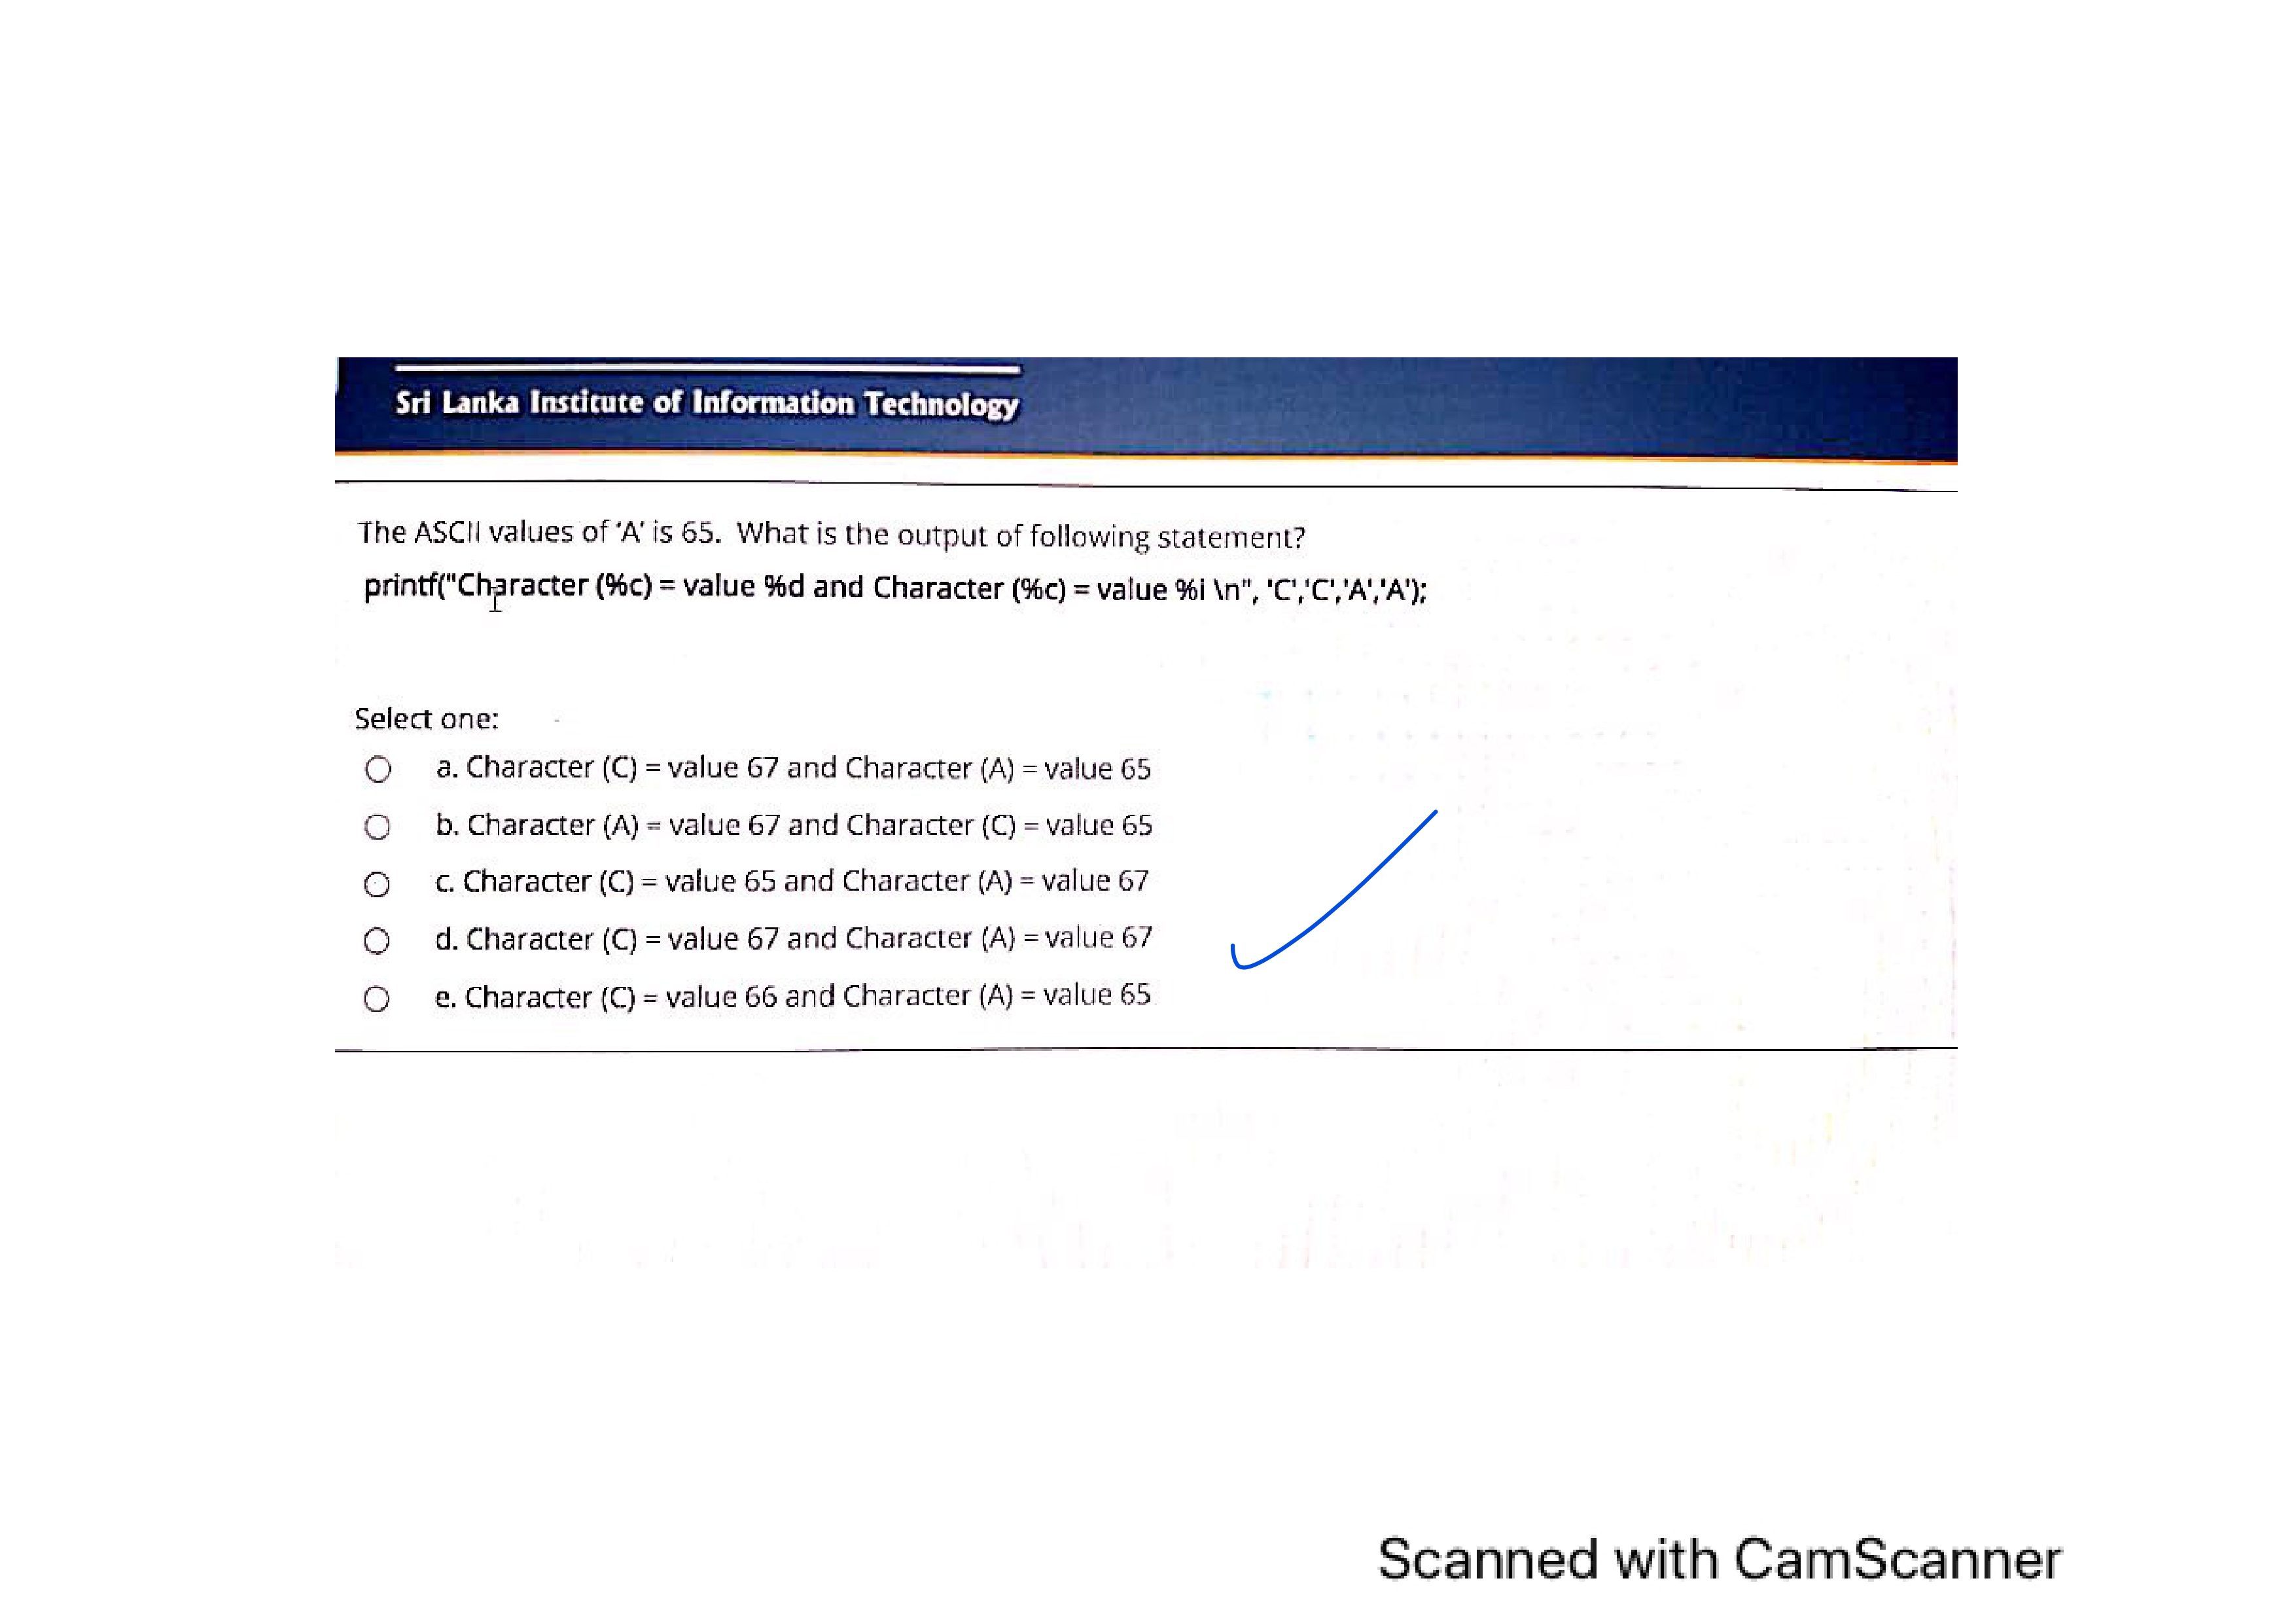 Sri Lanka Institute of Information Technology
The ASCII values of 'A' is 65. What is the output of following statement?
printf("Character (%c) = value %d and Character (%c) = value %i \n", 'C','C','A','A');
Select one:
a. Character (C) = value 67 and Character (A) = value 65
b. Character (A) = value 67 and Character (C) = value 65
c. Character (C) = value 65 and Character (A) = value 67
d. Character (C) = value 67 and Character (A) = value 67
e. Character (C) = value 66 and Character (A) = value 65
Scanned with CamScanner